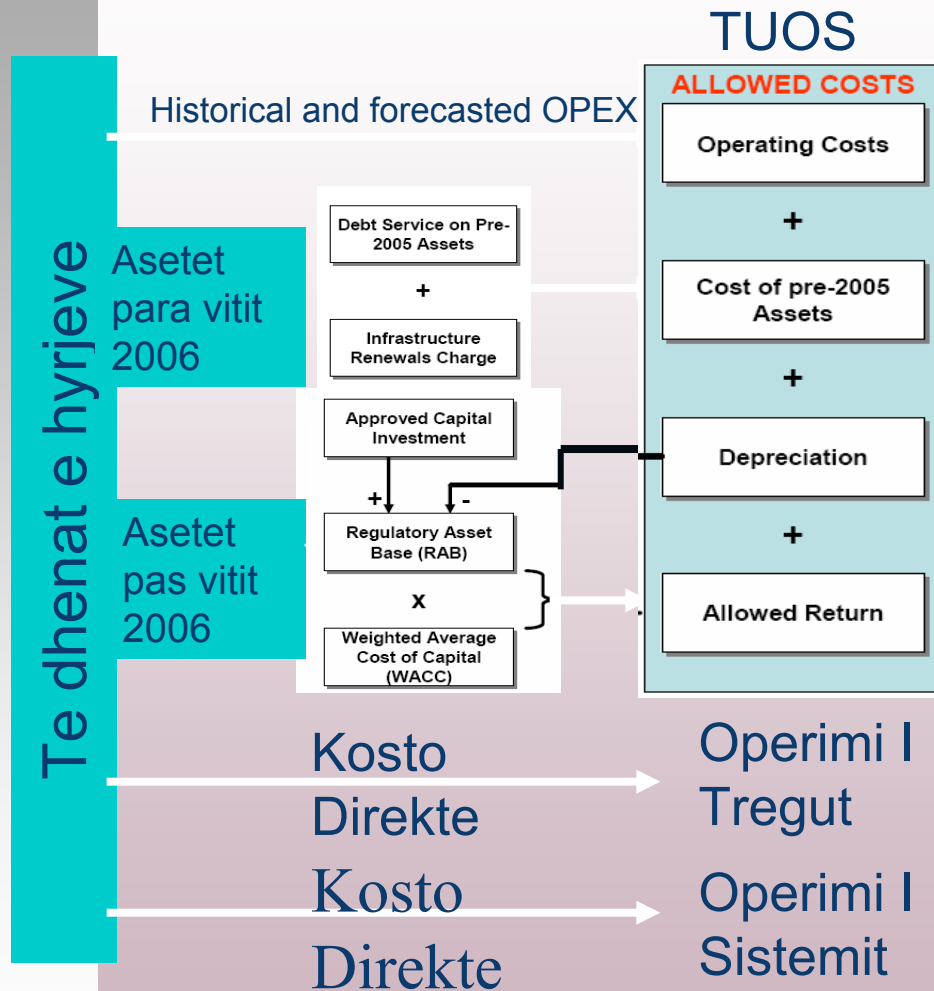 TUOS
Te dhenat e hyrjeve
Historical and forecasted OPEX
ALLOWED COSTS
Operating Costs
+
Cost of pre-2005
Assets
+
Depreciation
+
Allowed Return
Asetet
para vitit
2006
Debt Service on Pre-
2005 Assets
+
Infrastructure
Renewals Charge
Asetet
pas vitit
2006
Approved Capital
Investment
+
-
Regulatory Asset
Base (RAB)
x
Weighted Average
Cost of Capital
(WACC)
Kosto
Direkte
Operimi I
Tregut
Kosto
Direkte
Operimi I
Sistemit